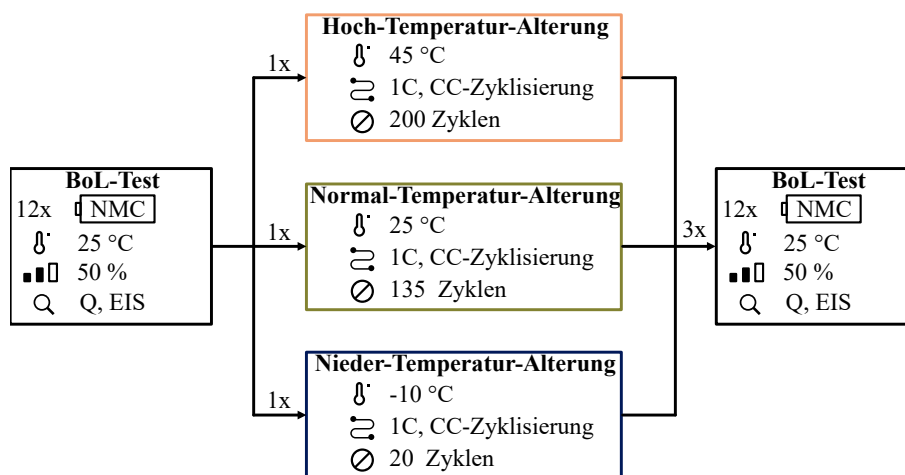 BoL-Test
12x NMC
25 °C
50 %
Q, EIS
1x
1x
1x
Hoch-Temperatur-Alterung
45 °C
1C, CC-Zyklisierung
200 Zyklen
Normal-Temperatur-Alterung
25 °C
1C, CC-Zyklisierung
135 Zyklen
Nieder-Temperatur-Alterung
-10 °C
1C, CC-Zyklisierung
20 Zyklen
3x
BoL-Test
12x NMC
25 °C
50 %
Q, EIS